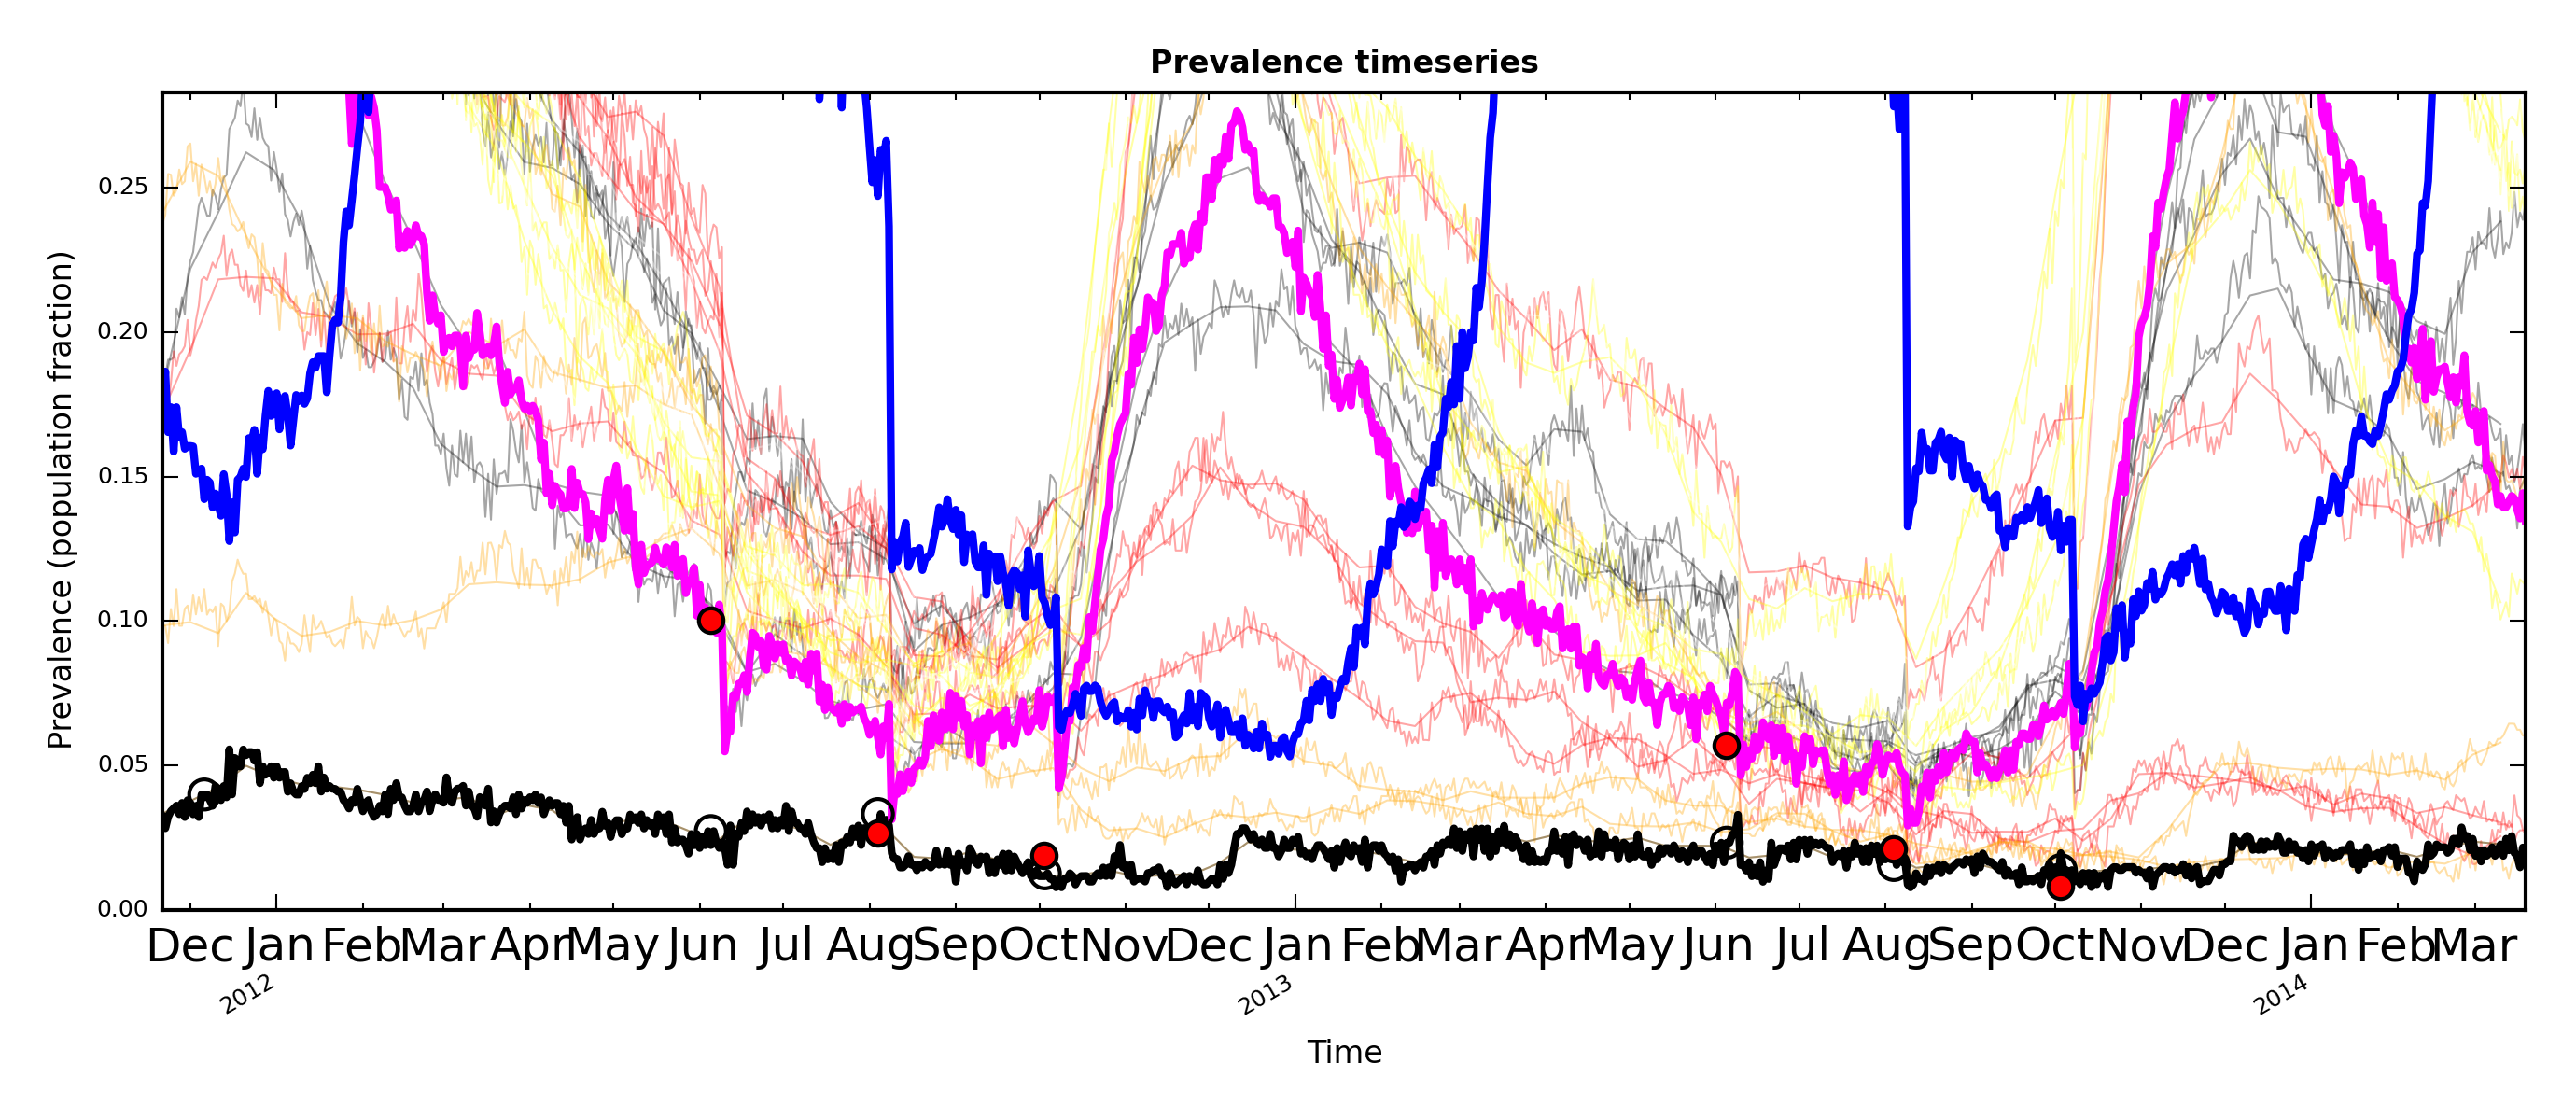 Prevalence timeseries
Prevalence (population fraction)
0.25
0.20
0.15
0.10
0.05
0.00
Dec Jan Feb Mar Apr May Jun Jul Aug Sep Oct Nov Dec Jan Feb Mar Apr May Jun Jul Aug Sep Oct Nov Dec Jan Feb Mar
2012 2013 2014
Time